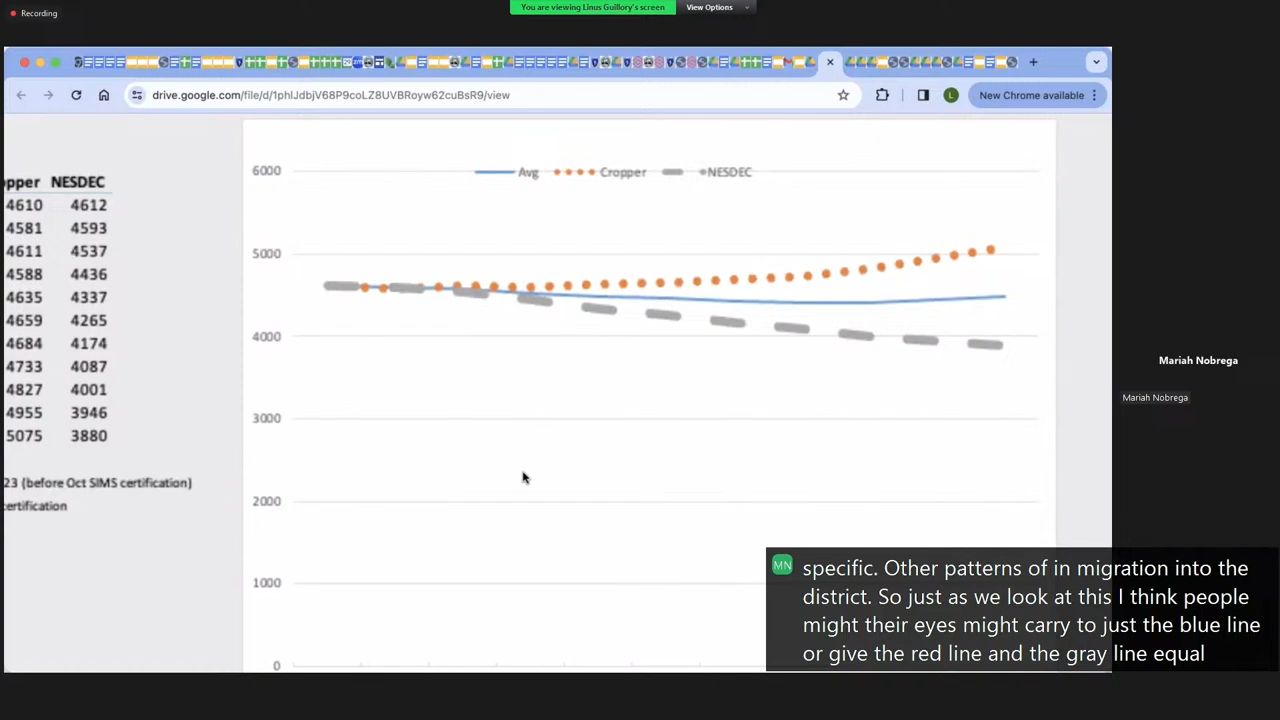 Recording
You are viewing Linus Guillory's screen
View Options
drive.google.com/file/d/1phlJdbjV68P9coLZ8UVBRoyw62cuBsR9/view
New Chrome available
L
opper NESDEC
4610 4612
4581 4593
4611 4537
4588 4436
4635 4337
4659 4265
4684 4174
4733 4087
4827 4001
4955 3946
5075 3880
23 (before Oct SIMS certification)
certification
Avg Cropper NESDEC
6000
5000
4000
3000
2000
1000
0
Mariah Nobrega
Mariah Nobrega
MN
specific. Other patterns of in migration into the
district. So just as we look at this I think people
might their eyes might carry to just the blue line
or give the red line and the gray line equal